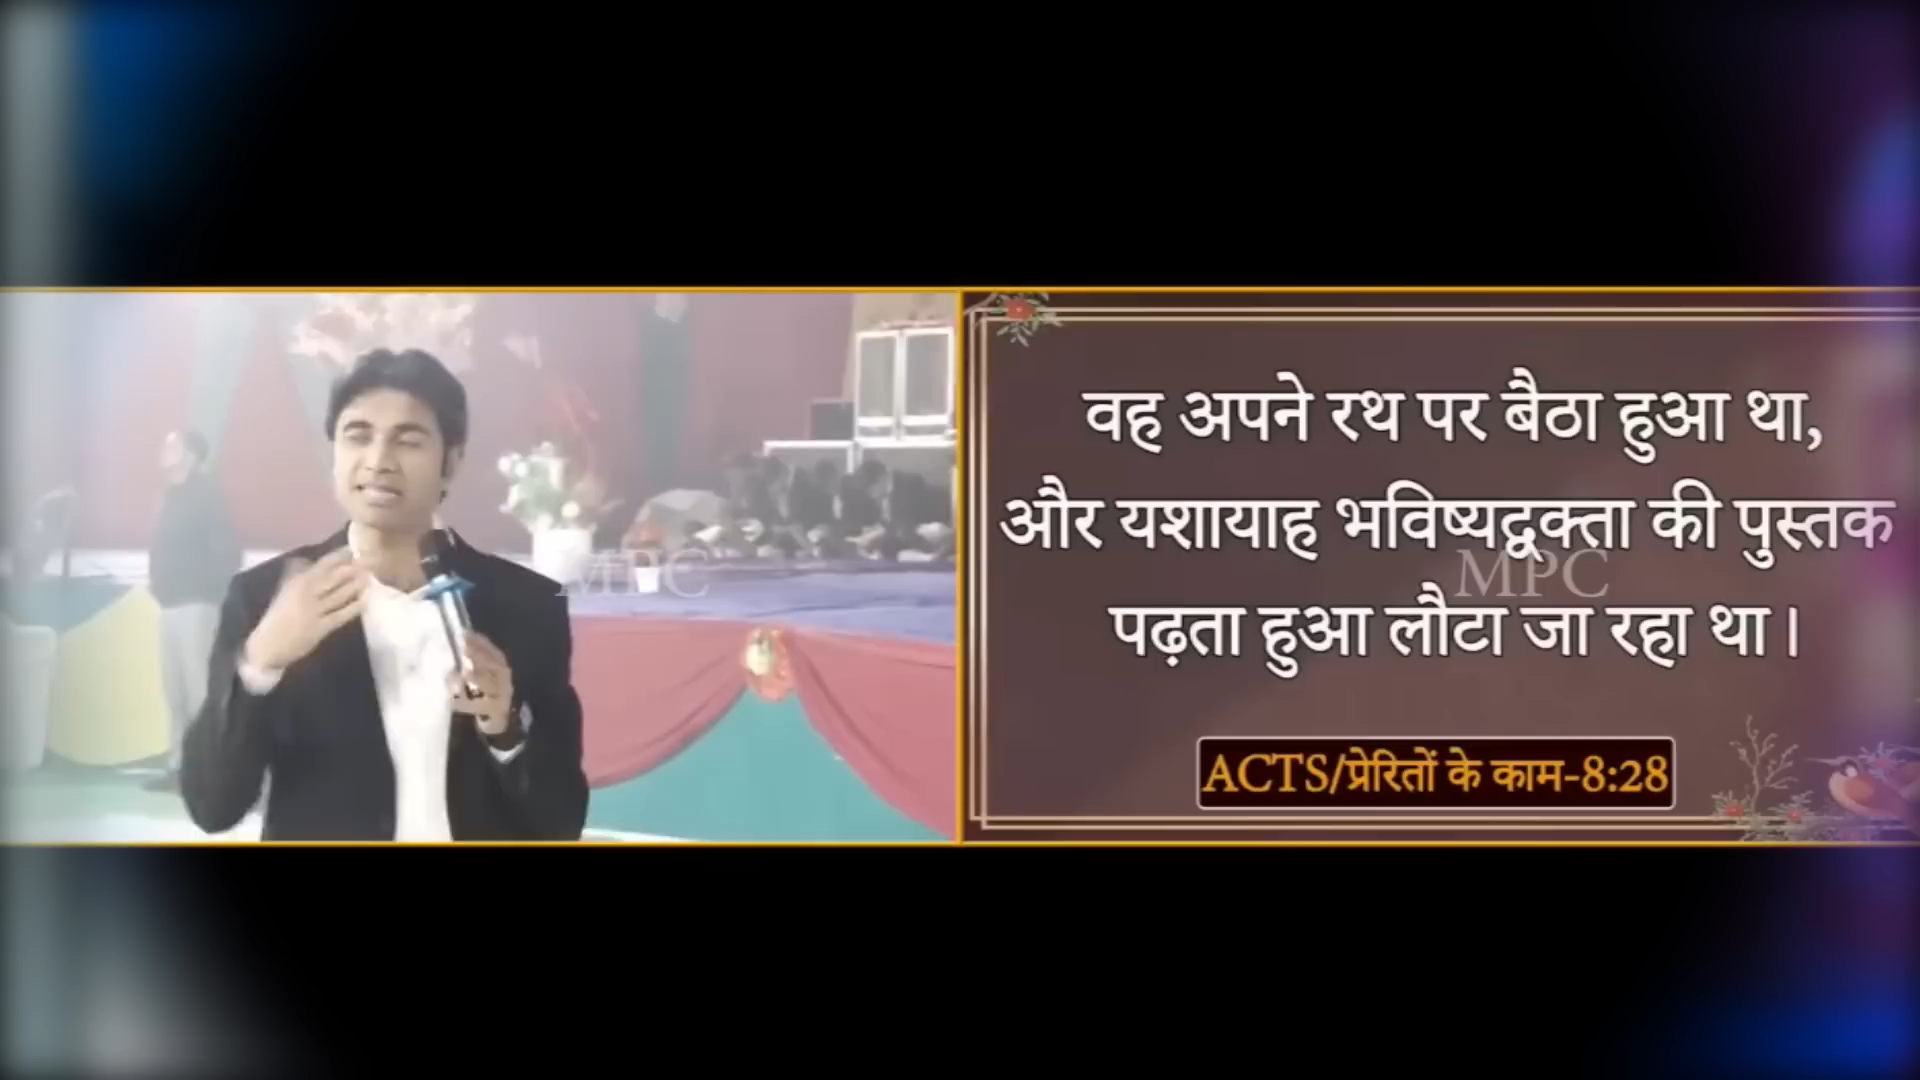 वह अपने रथ पर बैठा हुआ था,
और यशायाह भविष्यद्वक्ता की पुस्तक
पढ़ता हुआ लौटा जा रहा था।
ACTS/प्रेरितों के काम-8:28
MPC
MPC